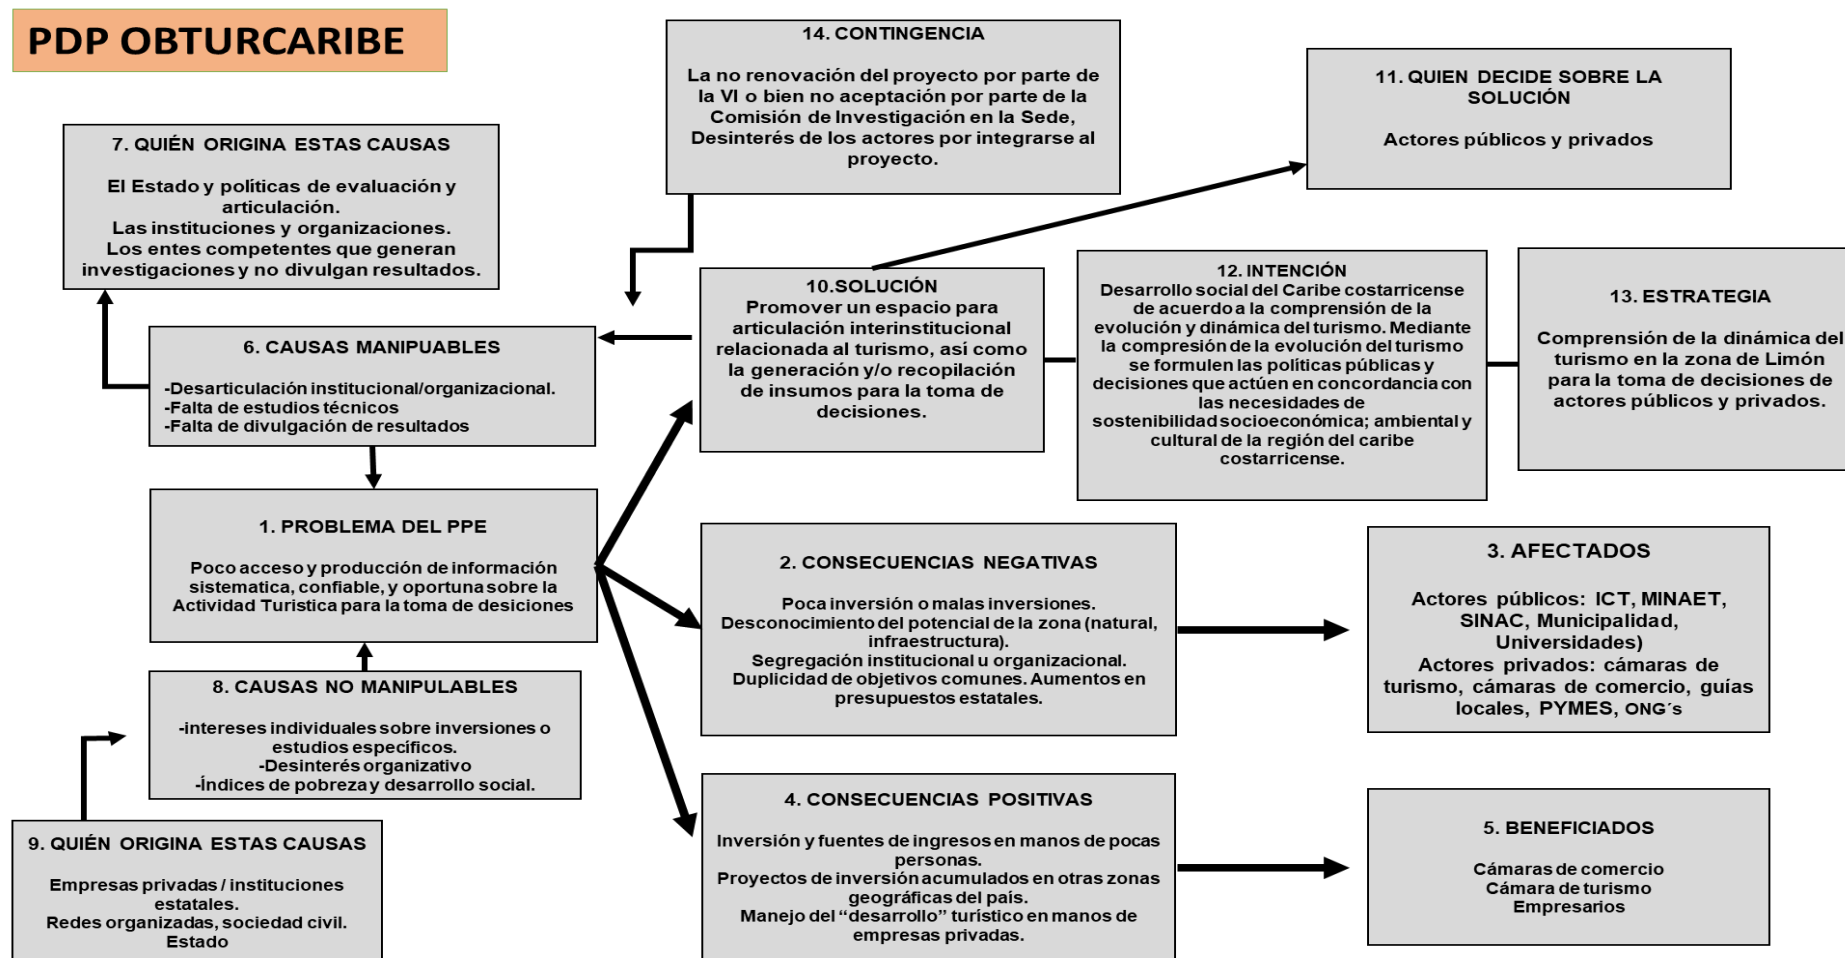 PDP OBTURCARIBE
14. CONTINGENCIA
La no renovación del proyecto por parte de
la VI o bien no aceptación por parte de la
Comisión de Investigación en la Sede,
Desinterés de los actores por integrarse al
proyecto.
11. QUIEN DECIDE SOBRE LA
SOLUCIÓN
Actores públicos y privados
7. QUIÉN ORIGINA ESTAS CAUSAS
El Estado y políticas de evaluación y
articulación.
Las instituciones y organizaciones.
Los entes competentes que generan
investigaciones y no divulgan resultados.
10.SOLUCIÓN
Promover un espacio para
articulación interinstitucional
relacionada al turismo, así como
la generación y/o recopilación
de insumos para la toma de
decisiones.
12. INTENCIÓN
Desarrollo social del Caribe costarricense
de acuerdo a la comprensión de la
evolución y dinámica del turismo. Mediante
la compresión de la evolución del turismo
se formulen las políticas públicas y
decisiones que actúen en concordancia con
las necesidades de
sostenibilidad socioeconómica; ambiental y
cultural de la región del caribe
costarricense.
13. ESTRATEGIA
Comprensión de la dinámica del
turismo en la zona de Limón
para la toma de decisiones de
actores públicos y privados.
6. CAUSAS MANIPUABLES
-Desarticulación institucional/organizacional.
-Falta de estudios técnicos
-Falta de divulgación de resultados
1. PROBLEMA DEL PPE
Poco acceso y producción de información
sistematica, confiable, y oportuna sobre la
Actividad Turistica para la toma de desiciones
2. CONSECUENCIAS NEGATIVAS
Poca inversión o malas inversiones.
Desconocimiento del potencial de la zona (natural,
infraestructura).
Segregación institucional u organizacional.
Duplicidad de objetivos comunes. Aumentos en
presupuestos estatales.
3. AFECTADOS
Actores públicos: ICT, MINAET,
SINAC, Municipalidad,
Universidades)
Actores privados: cámaras de
turismo, cámaras de comercio, guías
locales, PYMES, ONG´s
8. CAUSAS NO MANIPULABLES
-intereses individuales sobre inversiones o
estudios específicos.
-Desinterés organizativo
-Índices de pobreza y desarrollo social.
4. CONSECUENCIAS POSITIVAS
Inversión y fuentes de ingresos en manos de pocas
personas.
Proyectos de inversión acumulados en otras zonas
geográficas del país.
Manejo del “desarrollo” turístico en manos de
empresas privadas.
5. BENEFICIADOS
Cámaras de comercio
Cámara de turismo
Empresarios
9. QUIÉN ORIGINA ESTAS CAUSAS
Empresas privadas / instituciones
estatales.
Redes organizadas, sociedad civil.
Estado